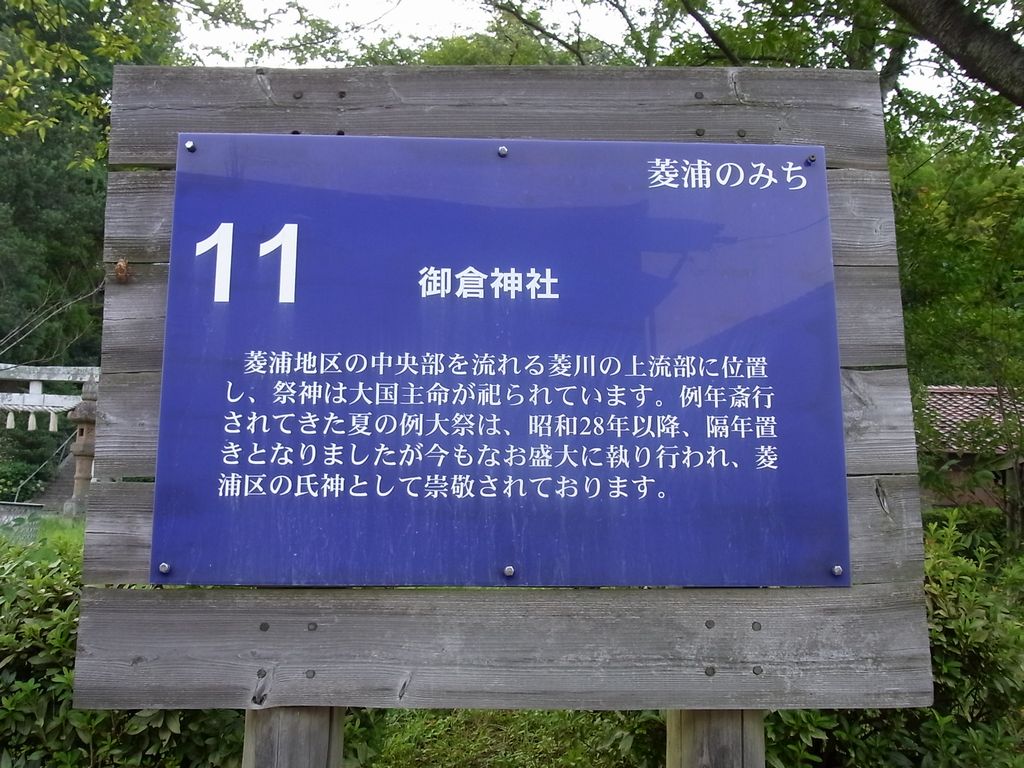 菱浦のみち
11
御倉神社
菱浦地区の中央部を流れる菱川の上流部に位置
し、祭神は大国主命が祀られています。例年斎行
されてきた夏の例大祭は、昭和28年以降、隔年置
きとなりましたが今もなお盛大に執り行われ、菱
浦区の氏神として崇敬されております。